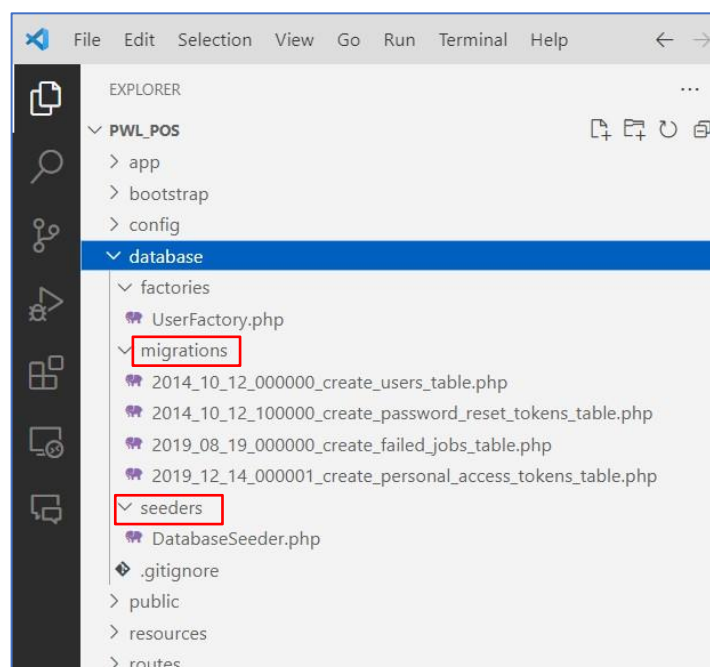 File Edit Selection View Go Run Terminal Help
EXPLORER
PWL_POS
app
bootstrap
config
database
factories
UserFactory.php
migrations
2014_10_12_000000_create_users_table.php
2014_10_12_100000_create_password_reset_tokens_table.php
2019_08_19_000000_create_failed_jobs_table.php
2019_12_14_000001_create_personal_access_tokens_table.php
seeders
DatabaseSeeder.php
.gitignore
public
resources
routes